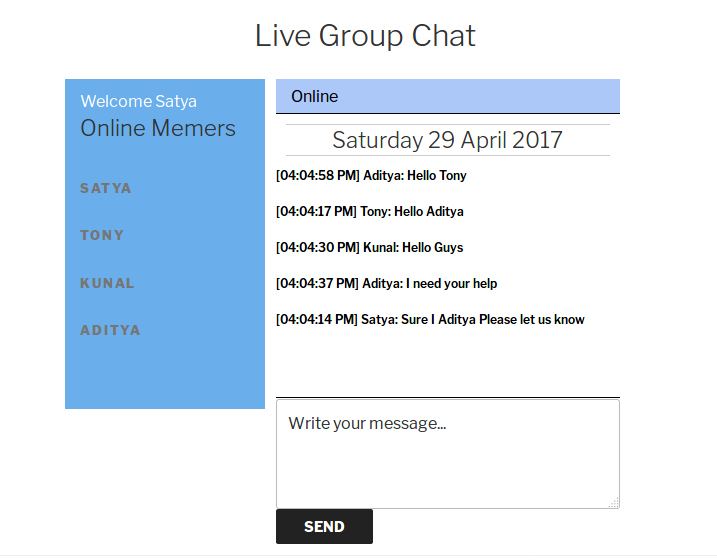 Live Group Chat
Welcome Satya
Online Memers
SATYA
TONY
KUNAL
ADITYA
Online
Saturday 29 April 2017
[04:04:58 PM] Aditya: Hello Tony
[04:04:17 PM] Tony: Hello Aditya
[04:04:30 PM] Kunal: Hello Guys
[04:04:37 PM] Aditya: I need your help
[04:04:14 PM] Satya: Sure I Aditya Please let us know
Write your message...
SEND